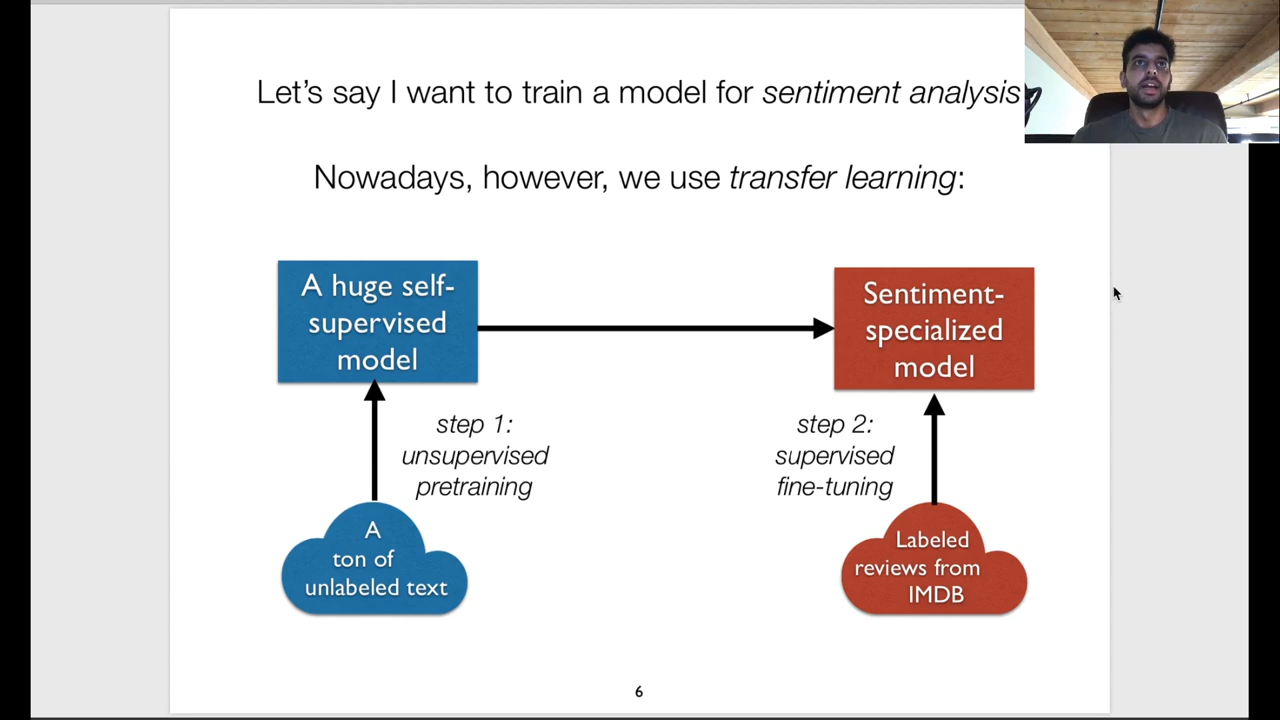 Let's say I want to train a model for sentiment analysis
Nowadays, however, we use transfer learning:
A huge self-
supervised
model
Sentiment-
specialized
model
step 1:
unsupervised
pretraining
step 2:
supervised
fine-tuning
A
ton of
unlabeled text
Labeled
reviews from
IMDB
6